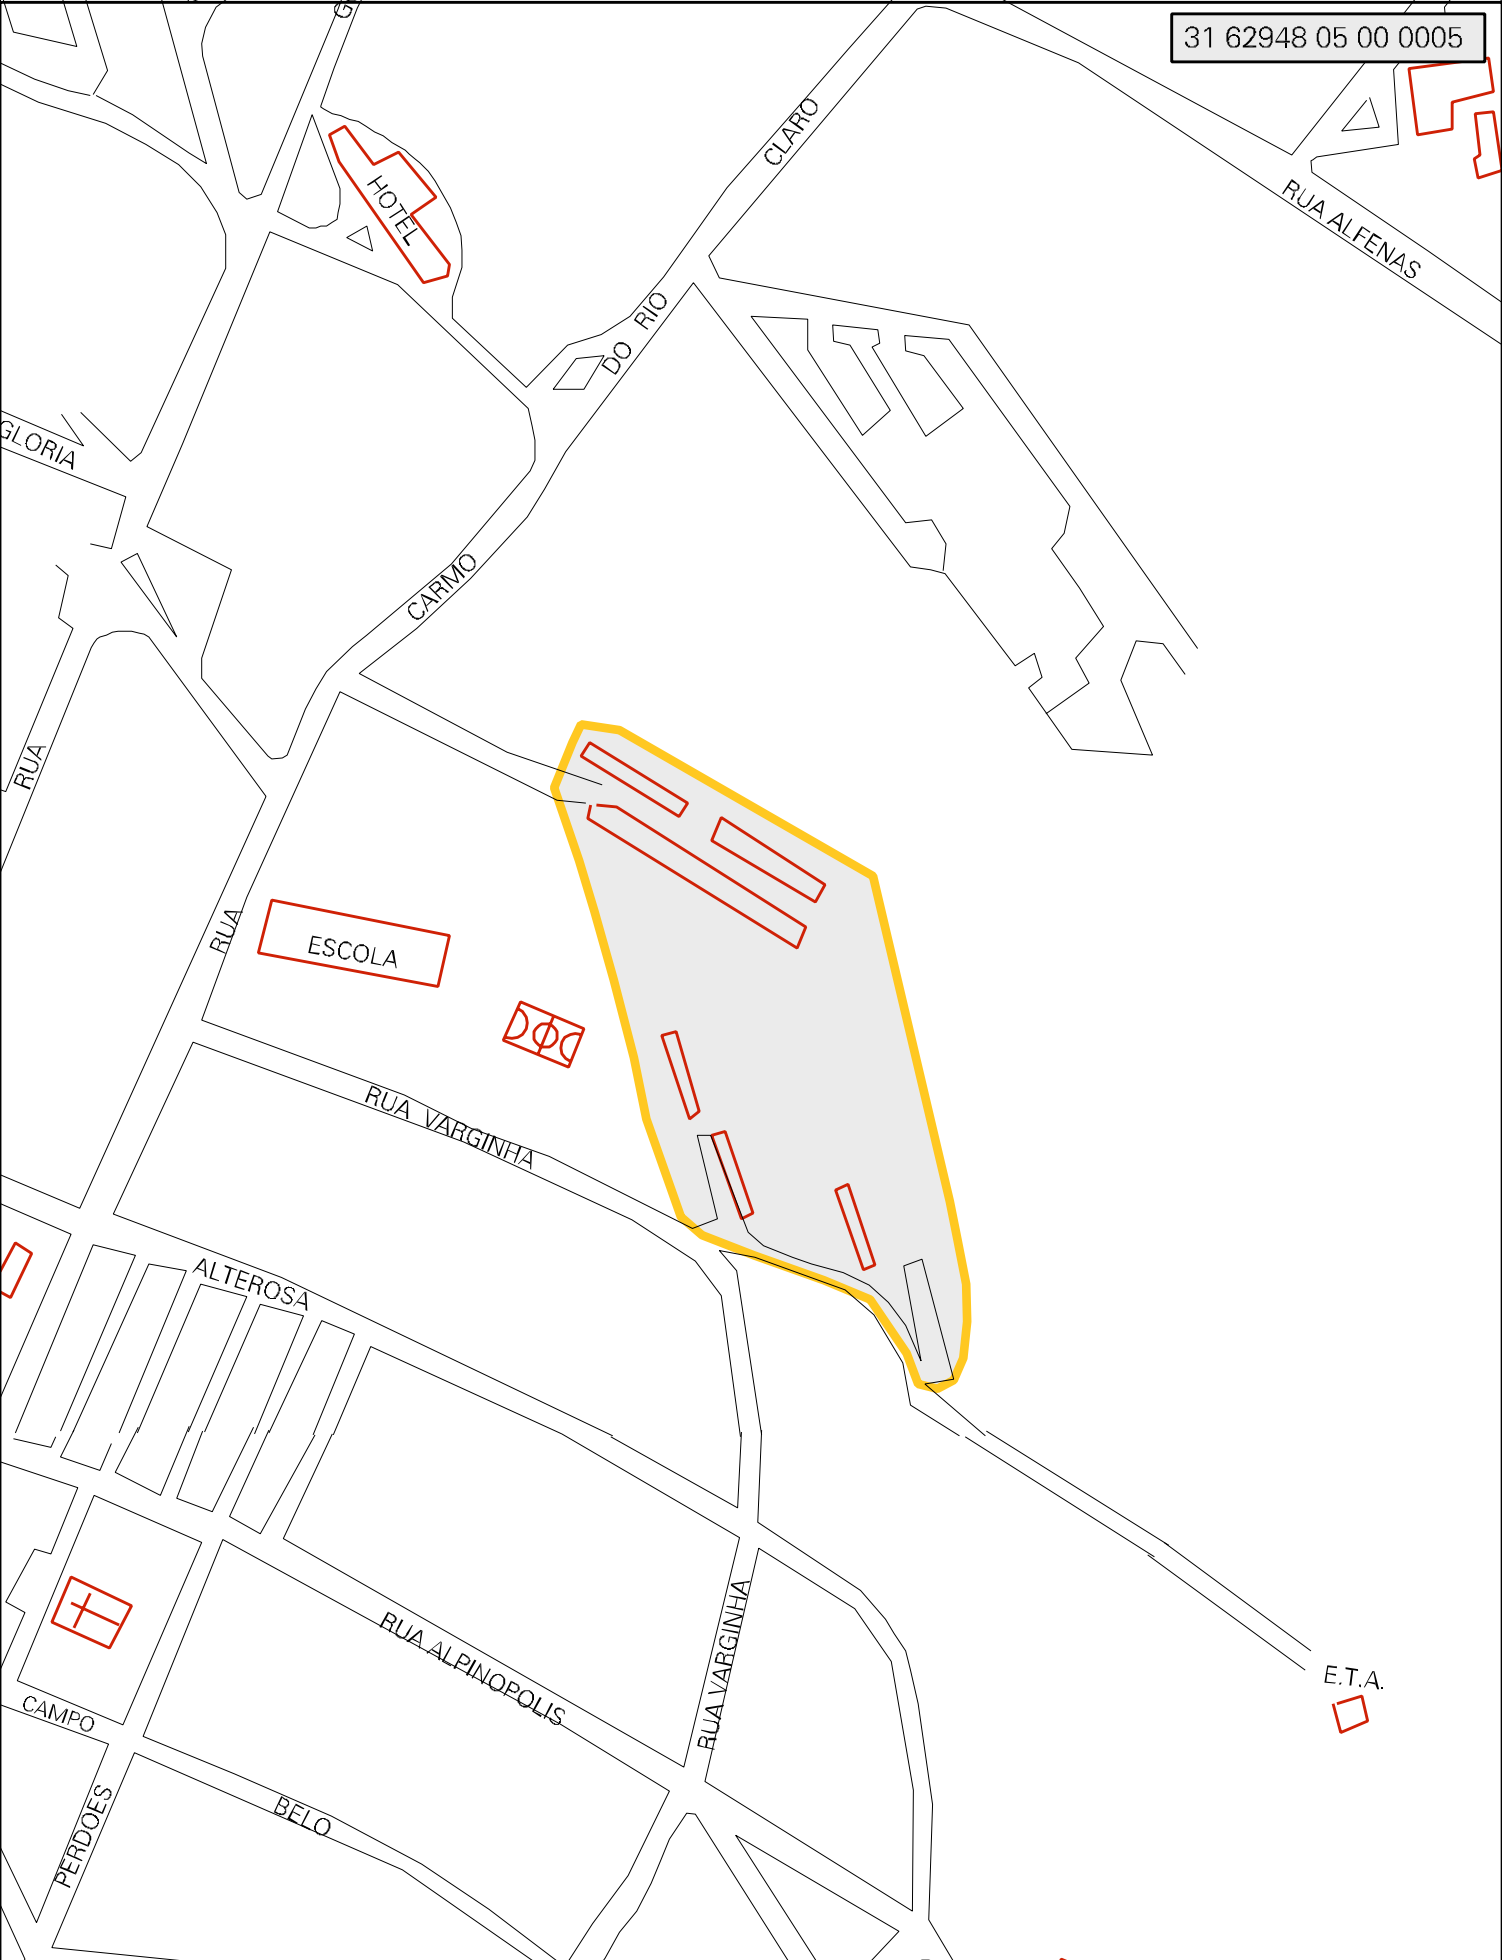 31 62948 05 00 0005
CLARO
HOTEL
RUA ALFENAS
RIO
DO
GLORIA
CARMO
RUA
RUA
ESCOLA
RUA VARGINHA
ALTEROSA
RUA ALPINOPOLIS
RUA VARGINHA
E.T.A.
CAMPO
BELO
PERDOES